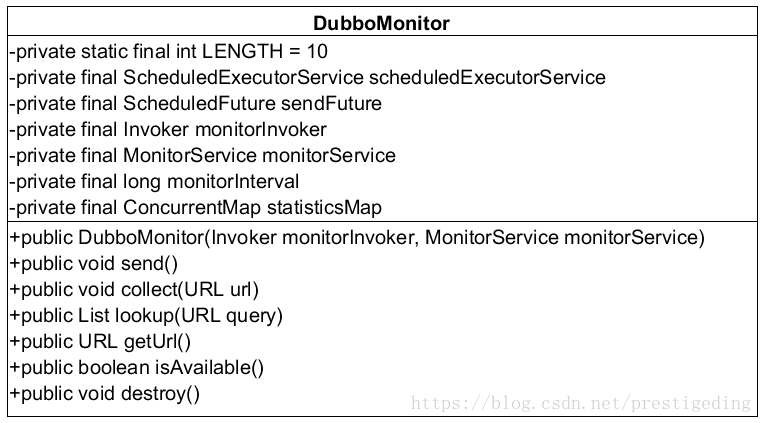 DubboMonitor
-private static final int LENGTH = 10
-private final ScheduledExecutorService scheduledExecutorService
-private final ScheduledFuture sendFuture
-private final Invoker monitorInvoker
-private final MonitorService monitorService
-private final long monitorInterval
-private final ConcurrentMap statisticsMap
+public DubboMonitor(Invoker monitorInvoker, MonitorService monitorService)
+public void send()
+public void collect(URL url)
+public List lookup(URL query)
+public URL getUrl()
+public boolean isAvailable()
+public void destroy()
https://blog.csdn.net/prestigeding